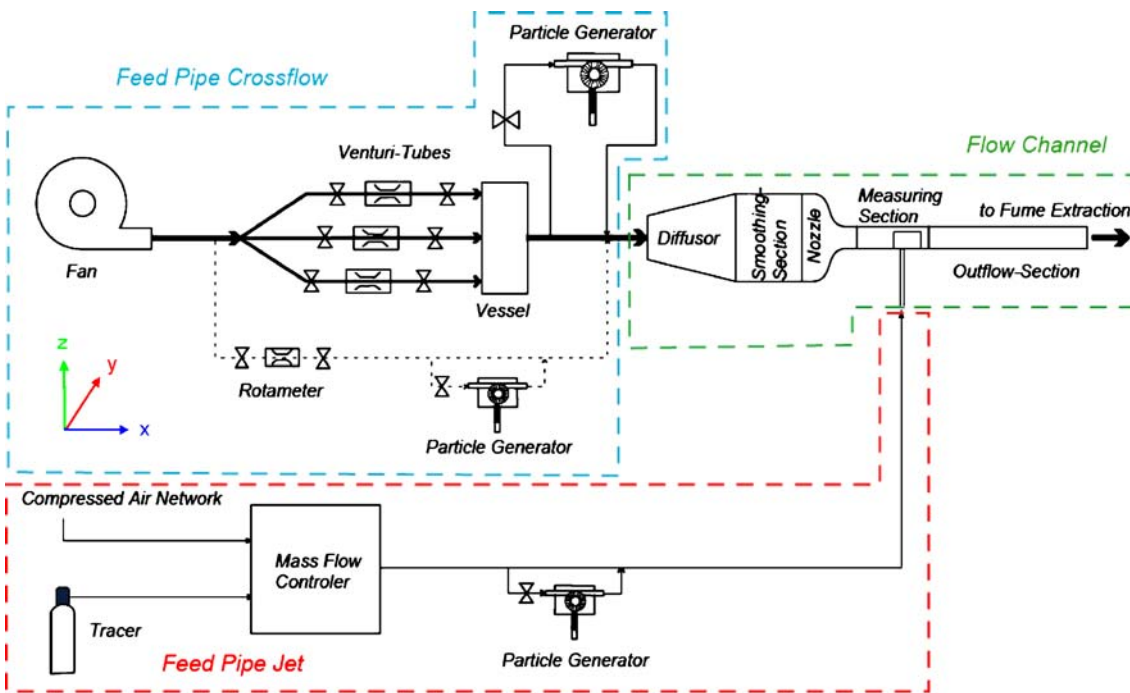 Particle Generator
Feed Pipe Crossflow
Venturi-Tubes
Fan
Vessel
Rotameter
Particle Generator
z
y
x
Flow Channel
Measuring
Section
to Fume Extraction
Diffusor
Smoothing-
Section
Nozzle
Outflow-Section
Compressed Air Network
Mass Flow
Controler
Tracer
Particle Generator
Feed Pipe Jet